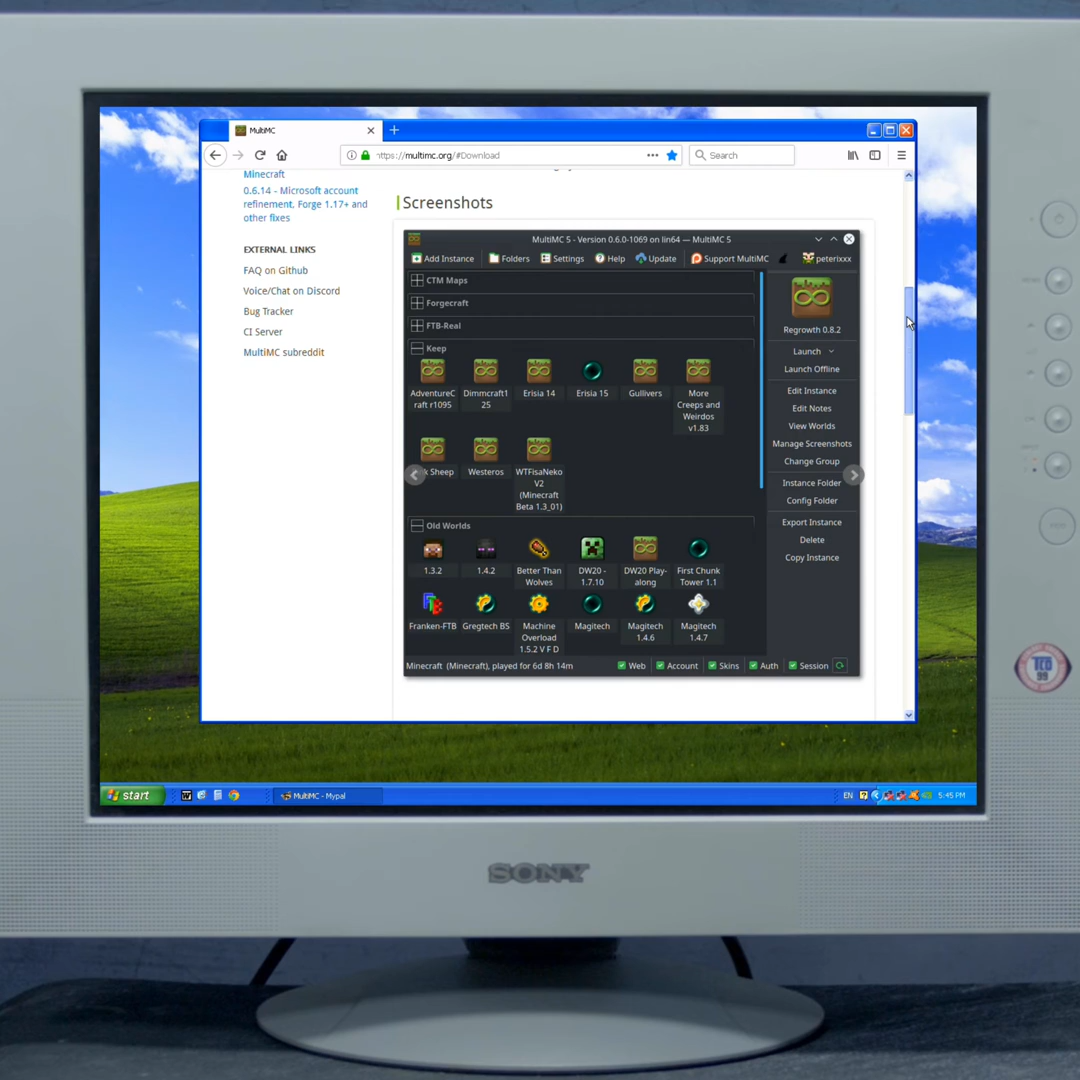 MultiMC
https://multimc.org/#Download
Search
Minecraft
0.6.14 - Microsoft account
refinement, Forge 1.17+ and
other fixes
EXTERNAL LINKS
FAQ on Github
Voice/Chat on Discord
Bug Tracker
CI Server
MultiMC subreddit
Screenshots
MultiMC 5 - Version 0.6.0-1069 on lin64 — MultiMC 5
Add Instance Folders Settings Help Update Support MultiMC peterixxx
CTM Maps
Forgecraft
FTB-Real
Keep
AdventureC
raft r1095
Dimmcraft1
25
Erisia 14
Erisia 15
Gullivers
More
Creeps and
Weirdos
v1.83
Sheep
Westeros
WTFisaNeko
V2
(Minecraft
Beta 1.3_01)
Old Worlds
1.3.2
1.4.2
Better Than
Wolves
DW20 -
1.7.10
DW20 Play-
along
First Chunk
Tower 1.1
Franken-FTB
Gregtech BS
Machine
Overload
1.5.2 V F D
Magitech
Magitech
1.4.6
Magitech
1.4.7
Regrowth 0.8.2
Launch
Launch Offline
Edit Instance
Edit Notes
View Worlds
Manage Screenshots
Change Group
Instance Folder
Config Folder
Export Instance
Delete
Copy Instance
Minecraft (Minecraft), played for 6d 8h 14m
Web Account Skins Auth Session
start
MultiMC - Mypal
EN
5:45 PM
SONY
TCO
99